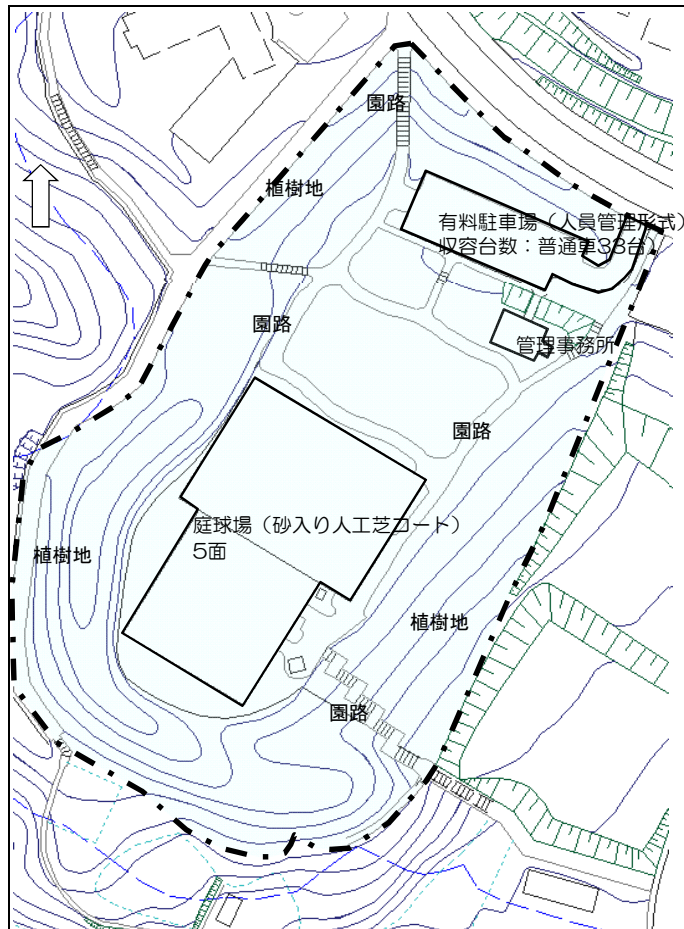 園路
植樹地
有料駐車場（人員管理形式）
収容台数：普通車33台）
園路
管理事務所
園路
庭球場（砂入り人工芝コート）
5面
植樹地
植樹地
園路